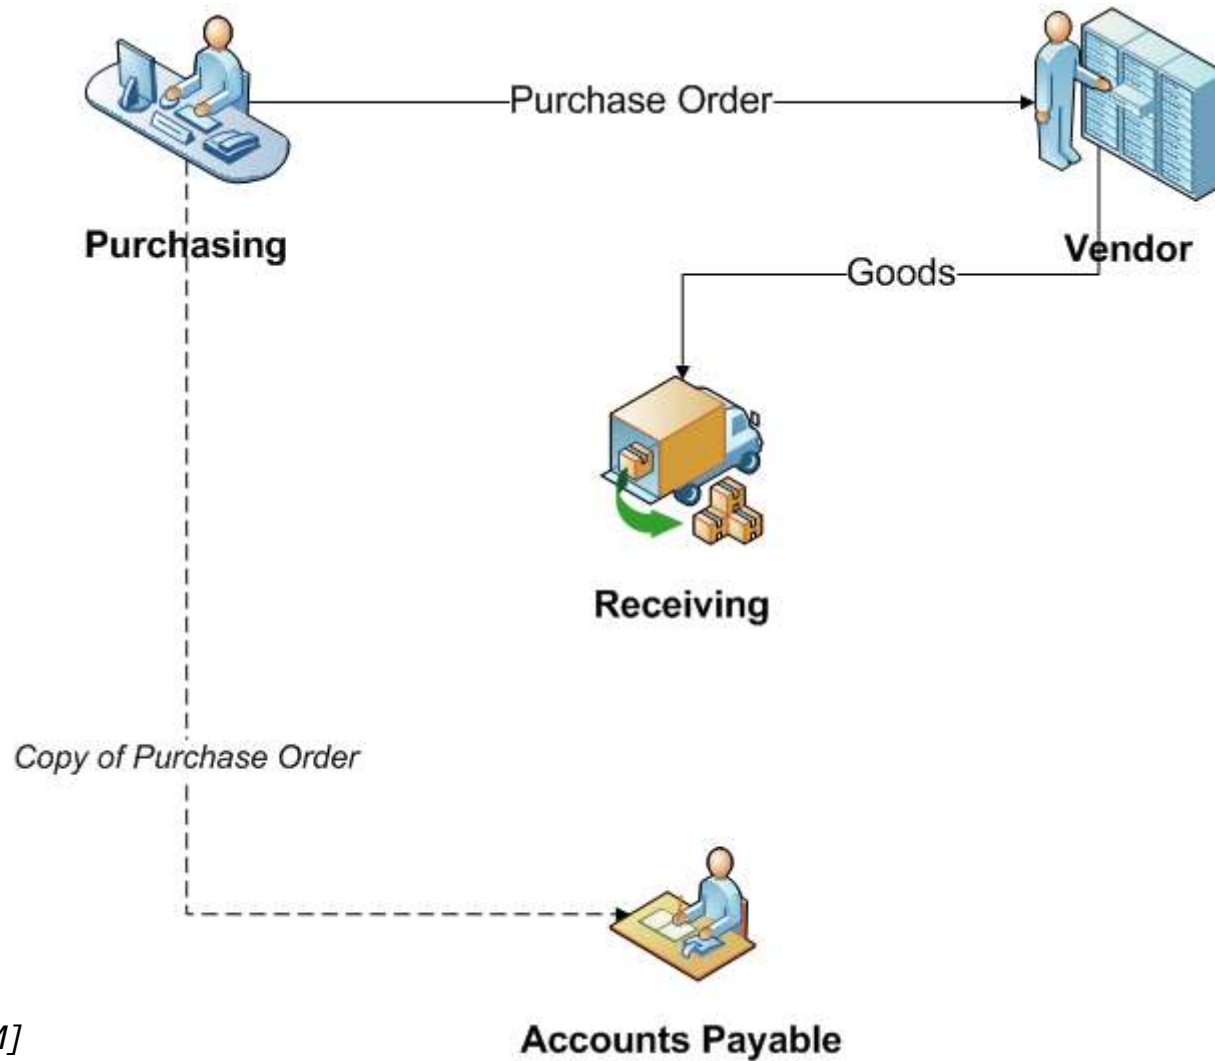 Purchase Order
Purchasing
Vendor
Goods
Receiving
Copy of Purchase Order
Accounts Payable